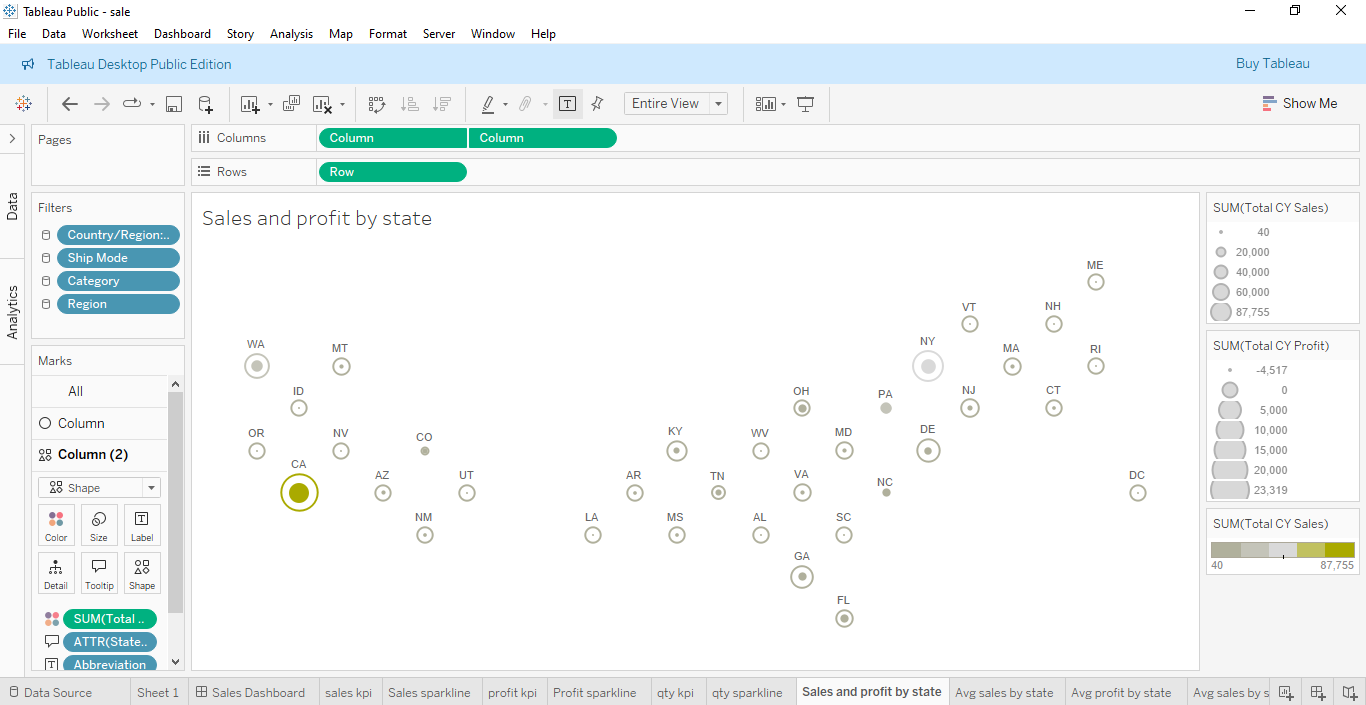 Tableau Public - sale
File Data Worksheet Dashboard Story Analysis Map Format Server Window Help
Tableau Desktop Public Edition
Buy Tableau
Entire View
Show Me
Pages
Columns
Column
Column
Rows
Row
Data
Analytics
Filters
Country/Region:..
Ship Mode
Category
Region
Marks
All
Column
Column (2)
Shape
Color Size Label
Detail Tooltip Shape
SUM(Total ..
ATTR(State..
Abbreviation
Sales and profit by state
ME
VT NH
WA MT NY MA RI
ID OH PA NJ CT
OR NV CO KY WV MD DE
CA AZ UT AR TN VA NC DC
NM LA MS AL SC
GA
FL
SUM(Total CY Sales)
40
20,000
40,000
60,000
87,755
SUM(Total CY Profit)
-4,517
0
5,000
10,000
15,000
20,000
23,319
SUM(Total CY Sales)
40 87,755
Data Source Sheet 1 Sales Dashboard sales kpi Sales sparkline profit kpi Profit sparkline qty kpi qty sparkline Sales and profit by state Avg sales by state Avg profit by state Avg sales by s